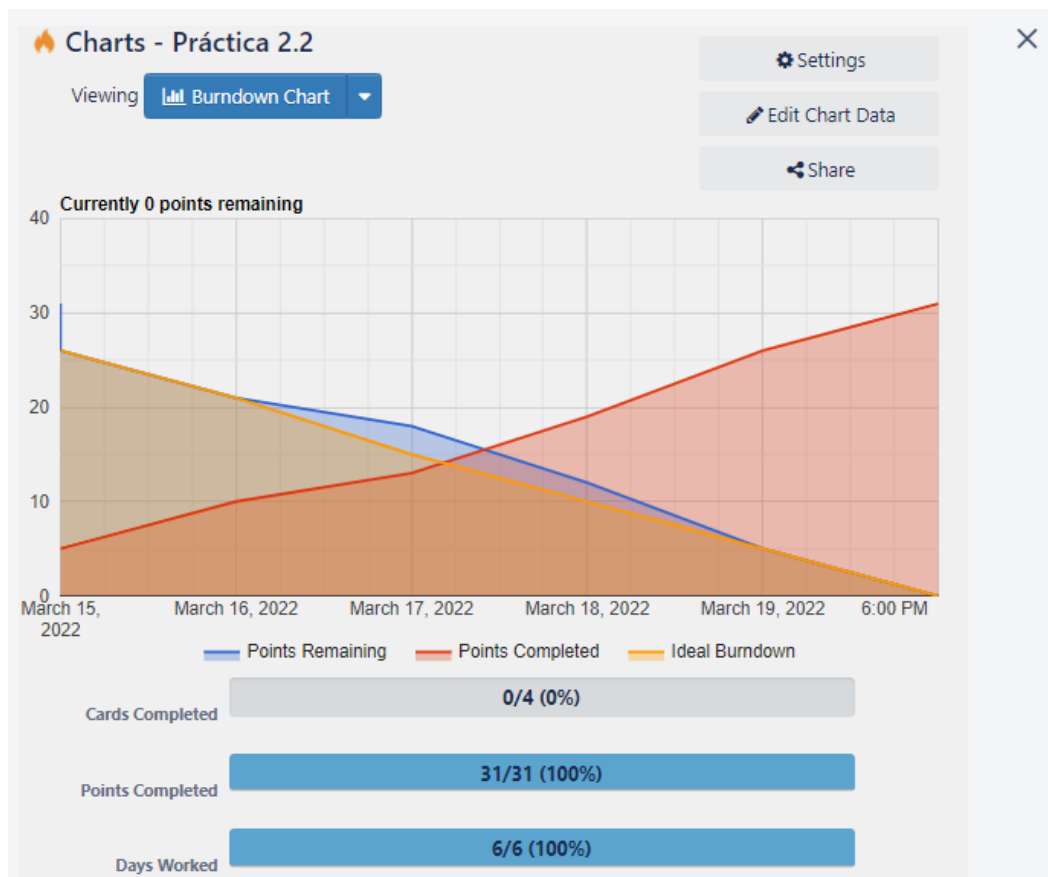 Charts - Práctica 2.2
Settings
Viewing
Burndown Chart
Edit Chart Data
Share
Currently 0 points remaining
40
30
20
10
0
March 15,
2022
March 16, 2022
March 17, 2022
March 18, 2022
March 19, 2022
6:00 PM
Points Remaining
Points Completed
Ideal Burndown
Cards Completed
0/4 (0%)
Points Completed
31/31 (100%)
Days Worked
6/6 (100%)